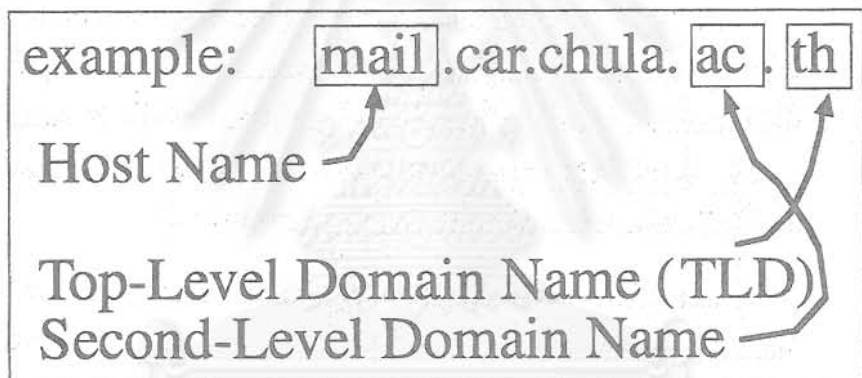 example: mail.car.chula.ac.th
Host Name
Top-Level Domain Name (TLD)
Second-Level Domain Name